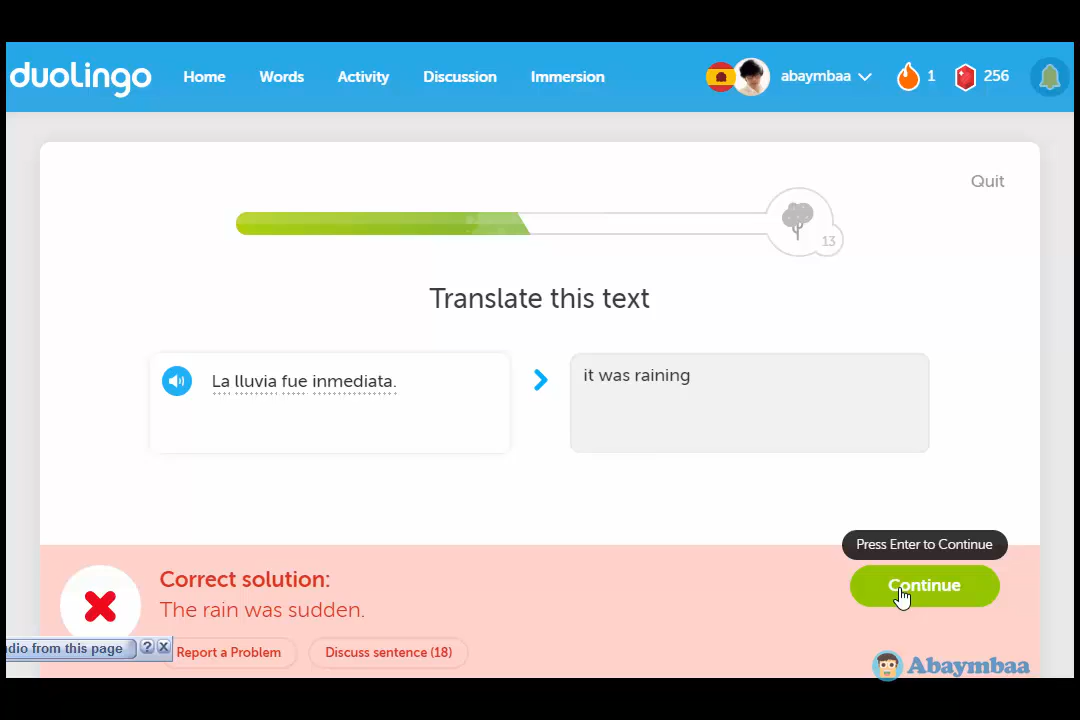 duolingo Home Words Activity Discussion Immersion abaymbaa 1 256
Quit
13
Translate this text
La lluvia fue inmediata.
it was raining
Press Enter to Continue
Correct solution:
Continue
The rain was sudden.
dio from this page ? X
Report a Problem Discuss sentence (18)
Abaymbaa